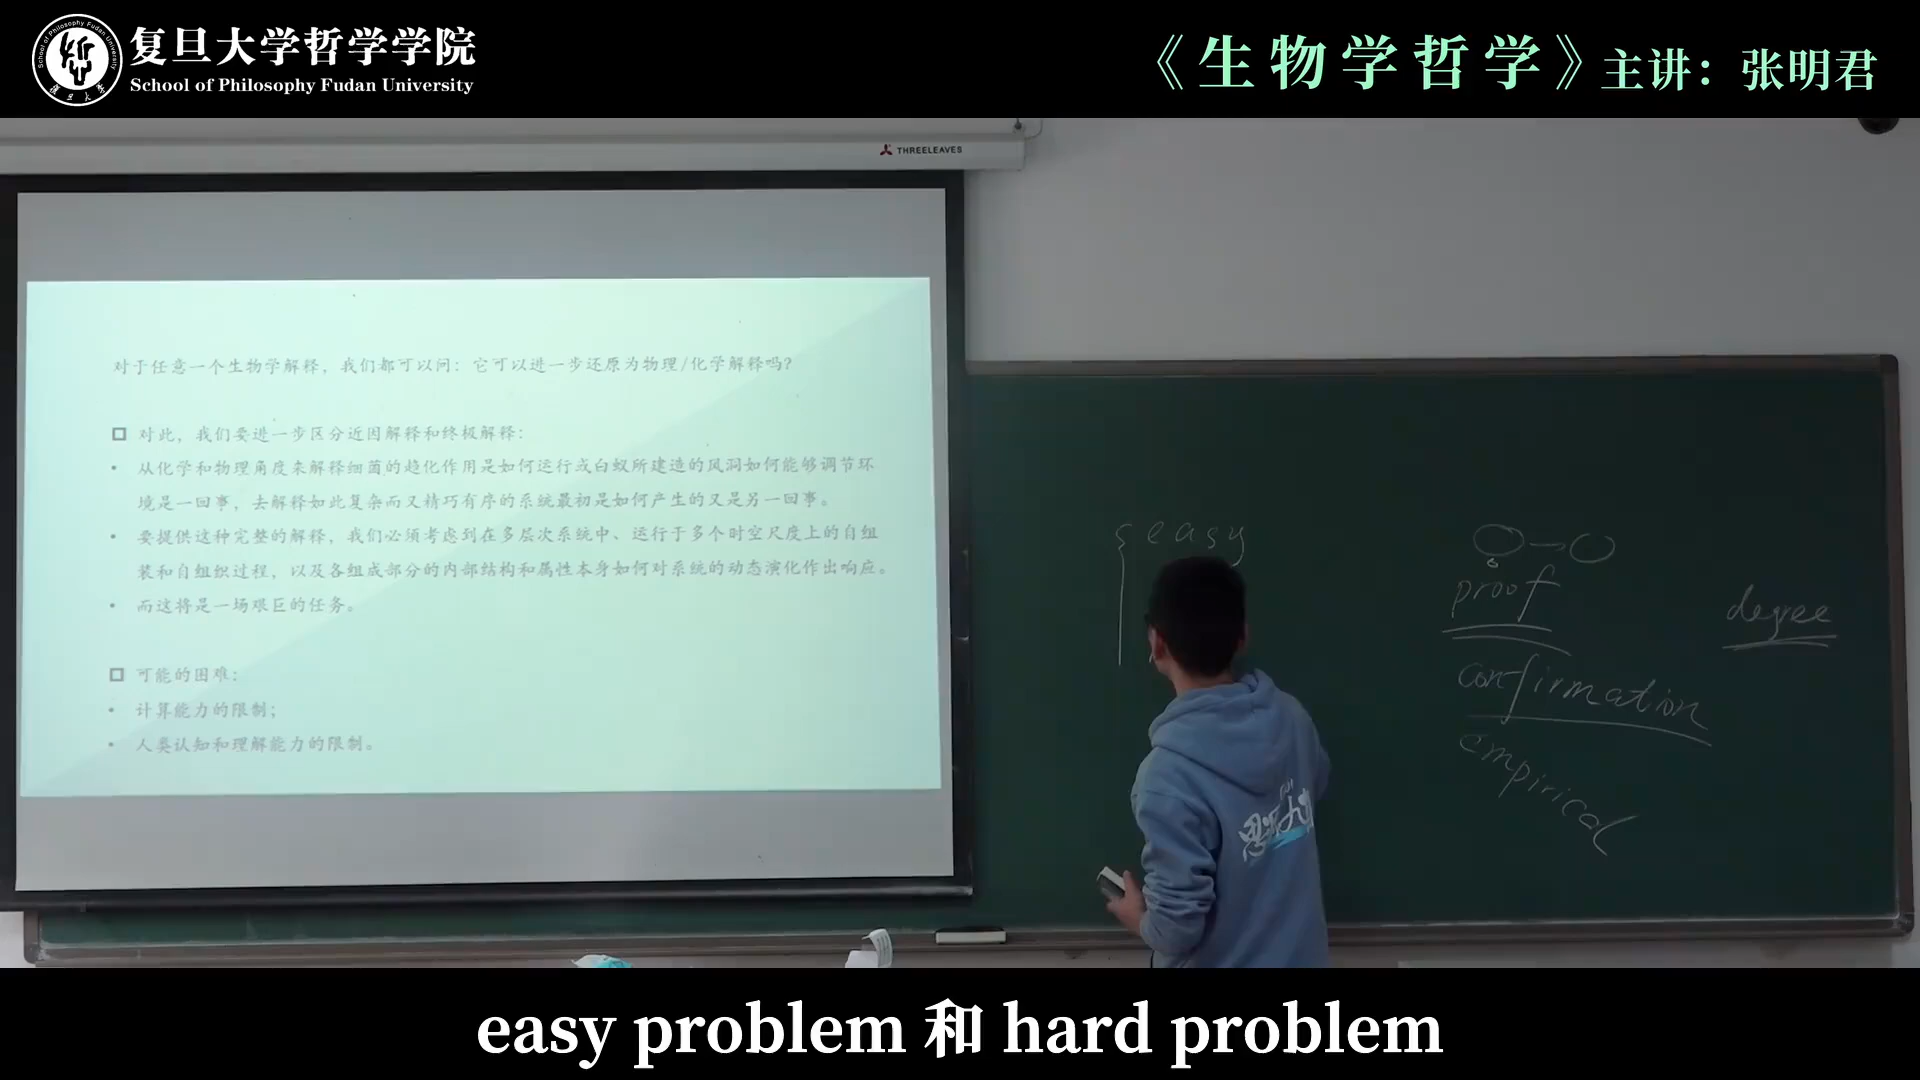 复旦大学哲学学院
School of Philosophy Fudan University
《生物学哲学》主讲：张明君
THREELEAVES
对于任意一个生物学解释，我们都可以问：它可以进一步还原为物理/化学解释吗？
对此，我们要进一步区分近因解释和终极解释：
• 从化学和物理角度来解释细菌的趋化作用是如何运行或白蚁所建造的风洞如何能够调节环
境是一回事，去解释如此复杂而又精巧有序的系统最初是如何产生的又是另一回事。
• 要提供这种完整的解释，我们必须考虑到在多层次系统中、运行于多个时空尺度上的自组
装和自组织过程，以及各组成部分的内部结构和属性本身如何对系统的动态演化作出响应。
• 而这将是一场艰巨的任务。
可能的困难：
• 计算能力的限制；
• 人类认知和理解能力的限制。
easy
proof
degree
confirmation
empirical
easy problem 和 hard problem